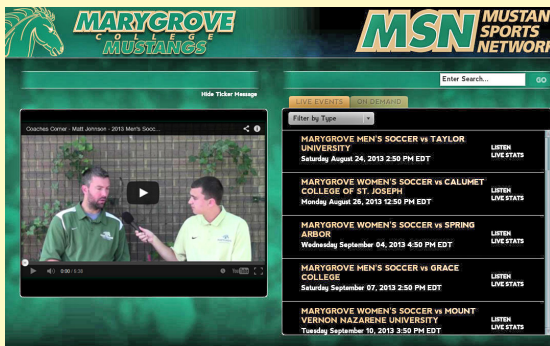 MARYGROVE
COLLEGE
MUSTANGS
MSN MUSTANG
SPORTS
NETWORK
Enter Search... GO
Hide Ticker Message
LIVE EVENTS ON DEMAND
Filter by Type
Coaches Corner - Matt Johnson - 2013 Men's Socc...
0:00 / 5:36
YouTube
MARYGROVE MEN'S SOCCER vs TAYLOR
UNIVERSITY
Saturday August 24, 2013 2:50 PM EDT
LISTEN
LIVE STATS
MARYGROVE WOMEN'S SOCCER vs CALUMET
COLLEGE OF ST. JOSEPH
Monday August 26, 2013 12:50 PM EDT
LISTEN
LIVE STATS
MARYGROVE WOMEN'S SOCCER vs SPRING
ARBOR
Wednesday September 04, 2013 4:50 PM EDT
LISTEN
LIVE STATS
MARYGROVE MEN'S SOCCER vs GRACE
COLLEGE
Saturday September 07, 2013 2:50 PM EDT
LISTEN
LIVE STATS
MARYGROVE WOMEN'S SOCCER vs MOUNT
VERNON NAZARENE UNIVERSITY
Tuesday September 10, 2013 3:50 PM EDT
LISTEN
LIVE STATS